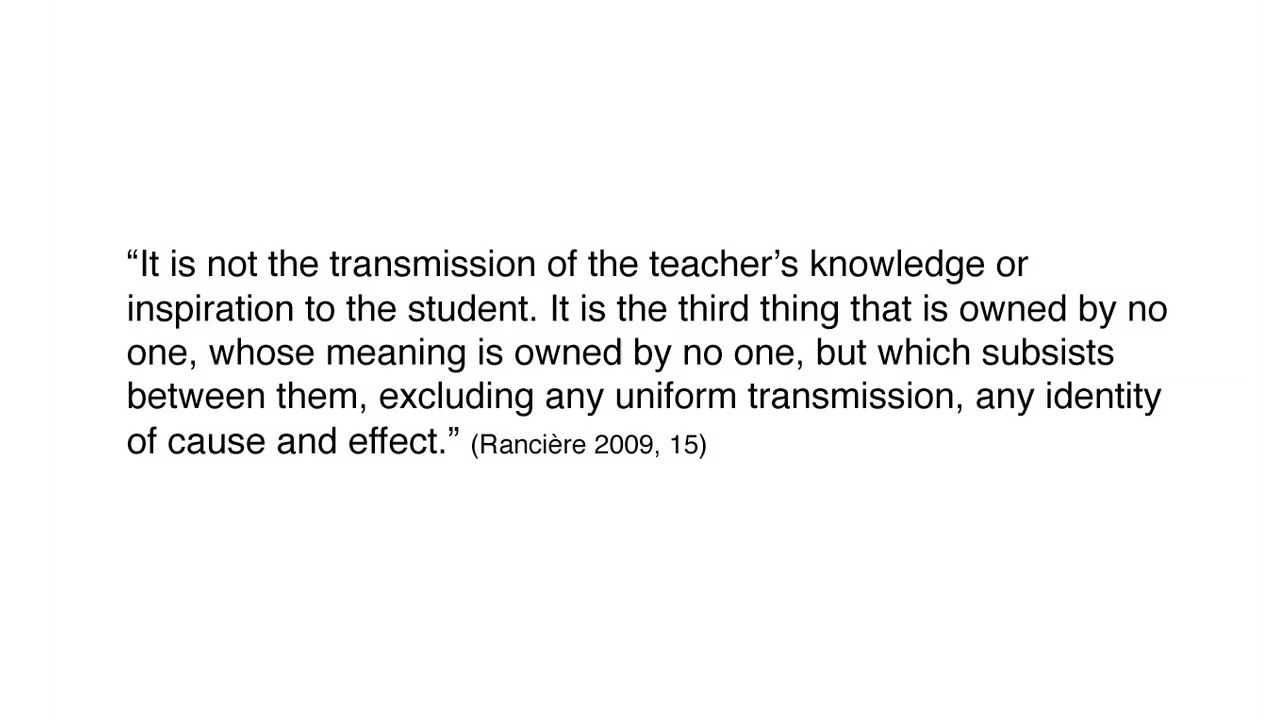 “It is not the transmission of the teacher’s knowledge or
inspiration to the student. It is the third thing that is owned by no
one, whose meaning is owned by no one, but which subsists
between them, excluding any uniform transmission, any identity
of cause and effect.” (Rancière 2009, 15)